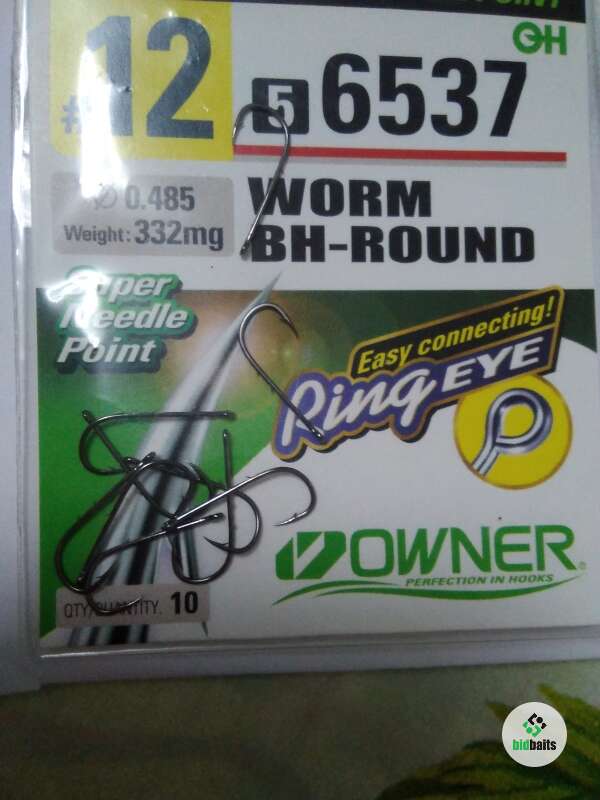 #12
5 6537
Ø 0.485
Weight: 332mg
WORM
BH-ROUND
Super
Needle
Point
Easy connecting!
Ring EYE
OWNER
PERFECTION IN HOOKS
QTY/QUANTITY. 10
bidbaits